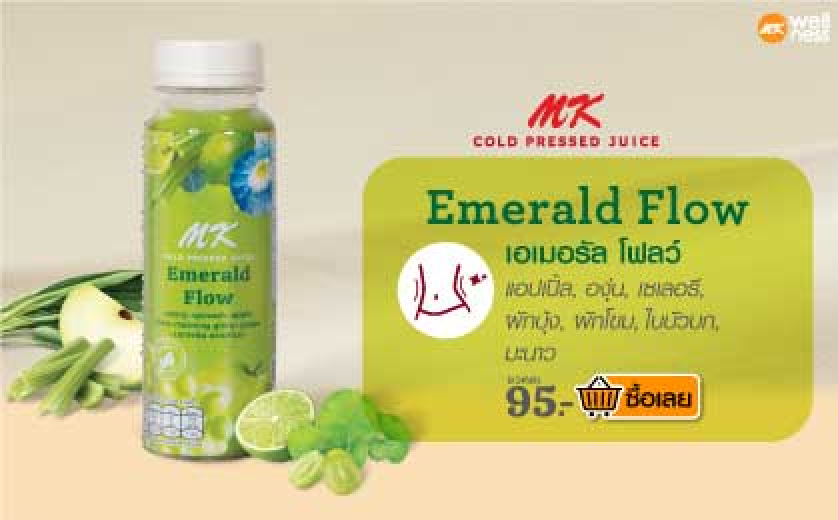 MK
well
ness
MK
COLD PRESSED JUICE
Emerald Flow
เอเมอรัล โฟลว์
แอปเปิ้ล, องุ่น, เซเลอรี,
ผักบุ้ง, ผักโขม, ใบบัวบก,
มะนาว
95.-
ซื้อเลย
MK
COLD PRESSED JUICE
Emerald
Flow